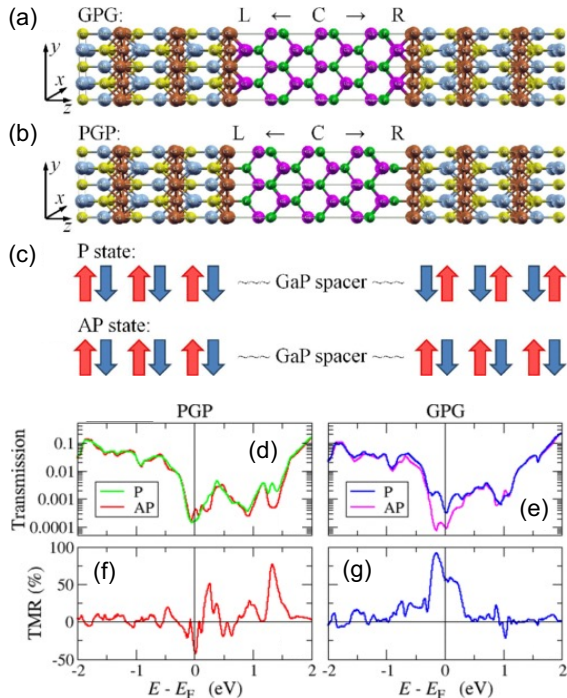 (a) GPG: L ← C → R
y
x
z
(b) PGP: L ← C → R
y
x
z
(c) P state:
~~~ GaP spacer ~~~
AP state:
~~~ GaP spacer ~~~
PGP GPG
Transmission
0.1
0.01
0.001
0.0001
(d)
P
AP
(e)
P
AP
TMR (%)
100
50
0
-50
(f)
(g)
-2 -1 0 1 2 -1 0 1 2
E - E_F (eV) E - E_F (eV)